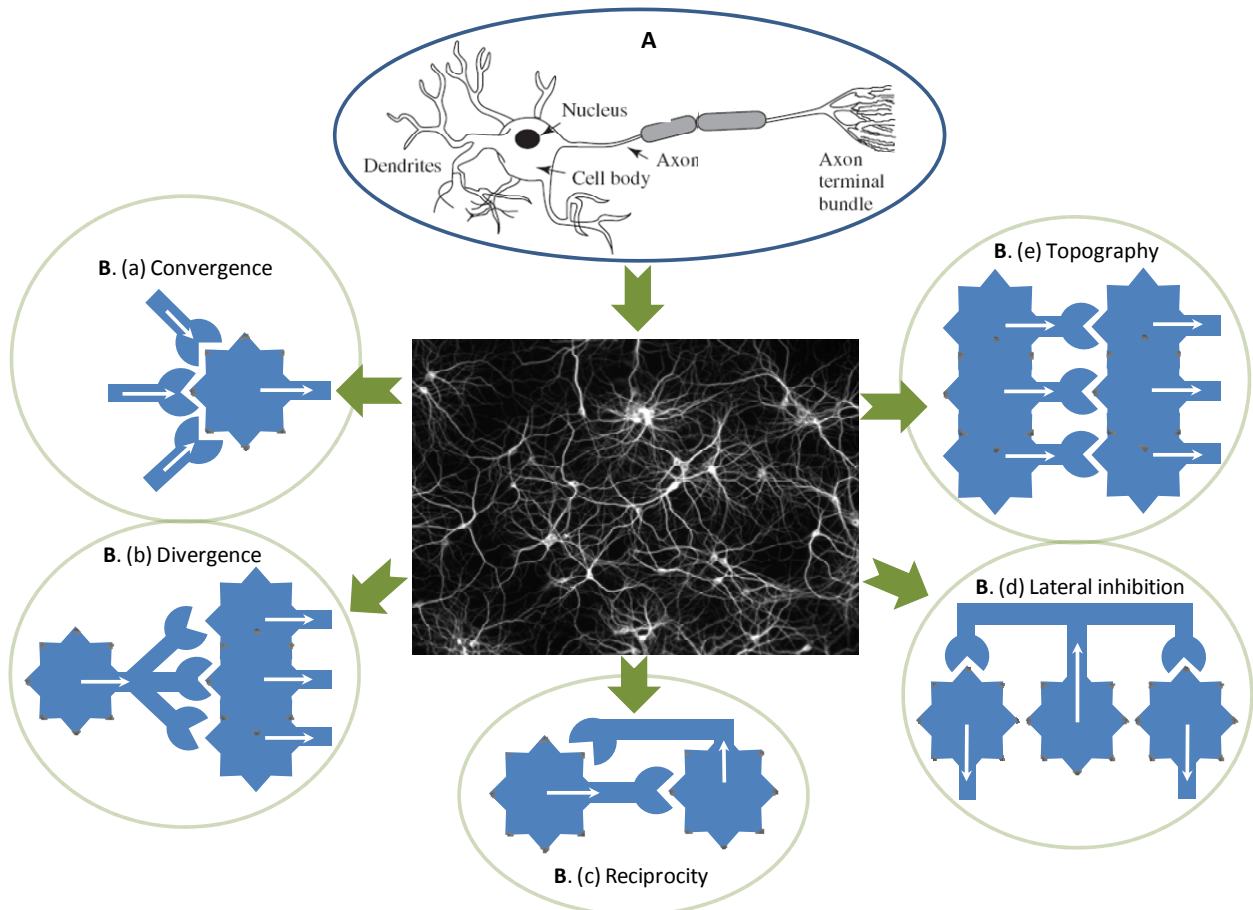 A
Nucleus
Dendrites
Axon
Cell body
Axon
terminal
bundle
B. (a) Convergence
B. (e) Topography
B. (b) Divergence
B. (d) Lateral inhibition
B. (c) Reciprocity